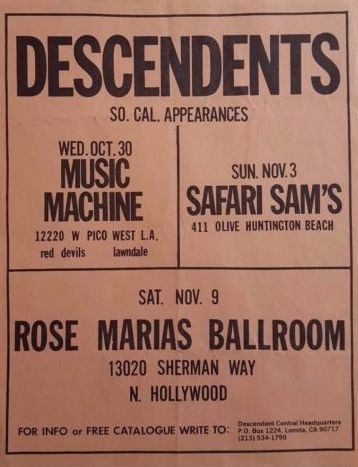 DESCENDENTS
SO. CAL. APPEARANCES
WED. OCT. 30
MUSIC
MACHINE
12220 W PICO WEST L.A.
red devils lawndale
SUN. NOV. 3
SAFARI SAM'S
411 OLIVE HUNTINGTON BEACH
SAT. NOV. 9
ROSE MARIAS BALLROOM
13020 SHERMAN WAY
N. HOLLYWOOD
FOR INFO or FREE CATALOGUE WRITE TO:
Descendent Central Headquarters
P.O. Box 1224, Lomita, CA 90717
(213) 534-1790